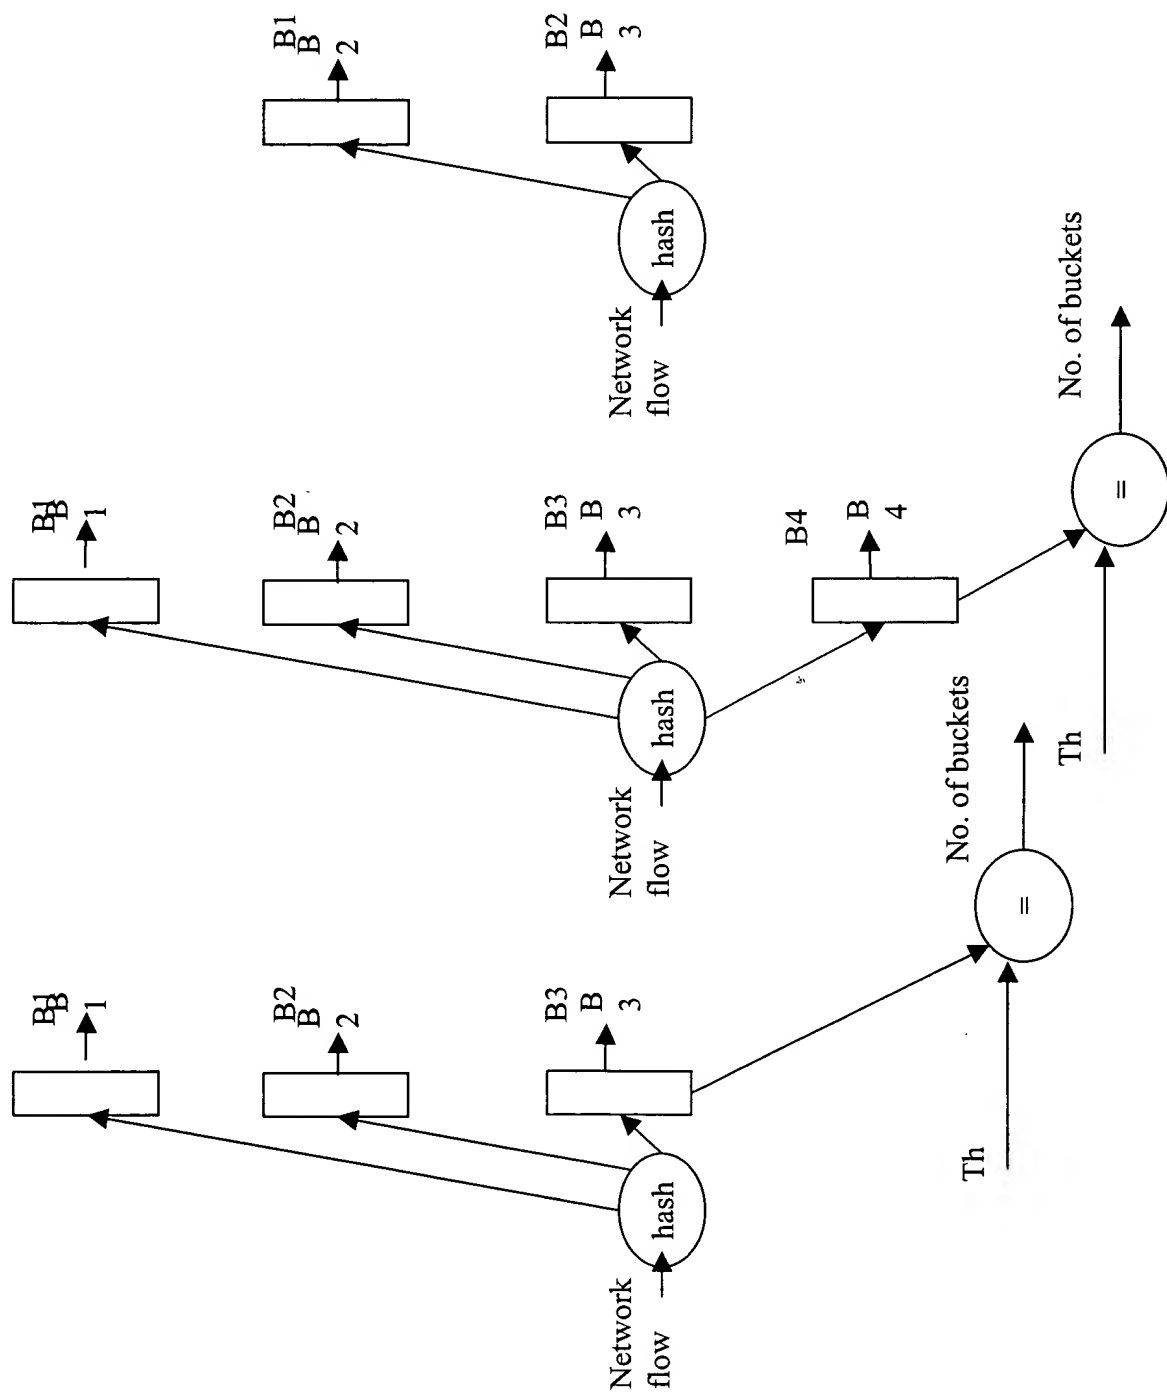 B1
B
1
B2
B
2
B3
B
3
Network
flow
hash
Th
=
No. of buckets
B1
B
1
B2
B
2
B3
B
3
B4
B
4
Network
flow
hash
Th
=
No. of buckets
B1
B
2
B2
B
3
Network
flow
hash